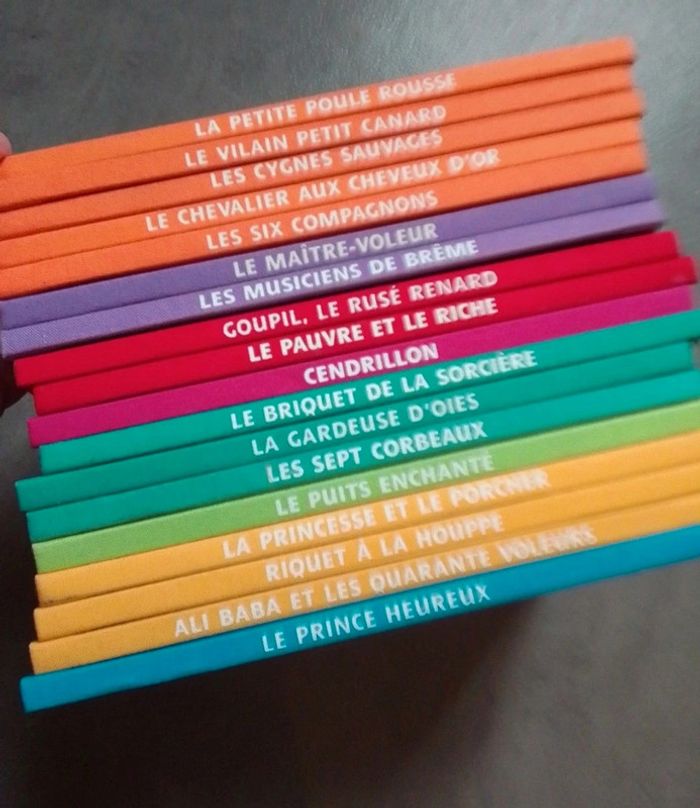 LA PETITE POULE ROUSSE
LE VILAIN PETIT CANARD
LES CYGNES SAUVAGES
LE CHEVALIER AUX CHEVEUX D'OR
LES SIX COMPAGNONS
LE MAÎTRE-VOLEUR
LES MUSICIENS DE BRÊME
GOUPIL, LE RUSÉ RENARD
LE PAUVRE ET LE RICHE
CENDRILLON
LE BRIQUET DE LA SORCIÈRE
LA GARDEUSE D'OIES
LES SEPT CORBEAUX
LE PUITS ENCHANTÉ
LA PRINCESSE ET LE PORCHER
RIQUET À LA HOUPPE
ALI BABA ET LES QUARANTE VOLEURS
LE PRINCE HEUREUX